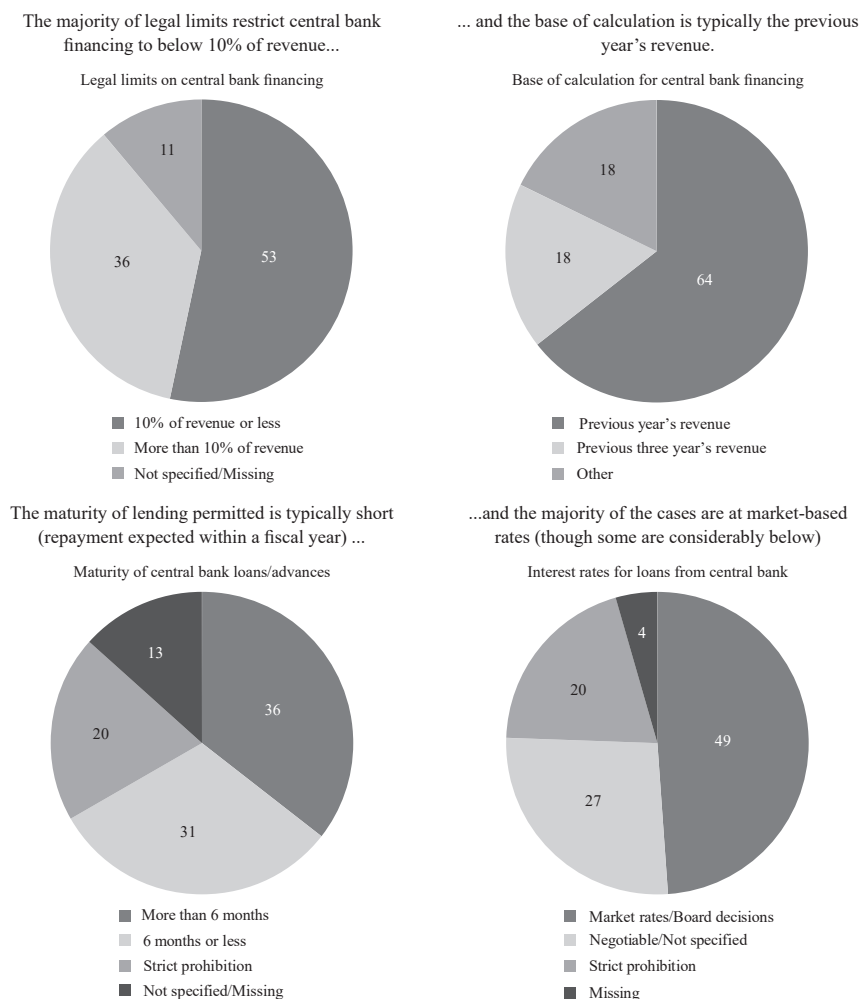 The majority of legal limits restrict central bank
financing to below 10% of revenue...
Legal limits on central bank financing
11
36
53
10% of revenue or less
More than 10% of revenue
Not specified/Missing
... and the base of calculation is typically the previous
year’s revenue.
Base of calculation for central bank financing
18
18
64
Previous year’s revenue
Previous three year’s revenue
Other
The maturity of lending permitted is typically short
(repayment expected within a fiscal year) ...
Maturity of central bank loans/advances
13
36
20
31
More than 6 months
6 months or less
Strict prohibition
Not specified/Missing
...and the majority of the cases are at market-based
rates (though some are considerably below)
Interest rates for loans from central bank
4
20
49
27
Market rates/Board decisions
Negotiable/Not specified
Strict prohibition
Missing